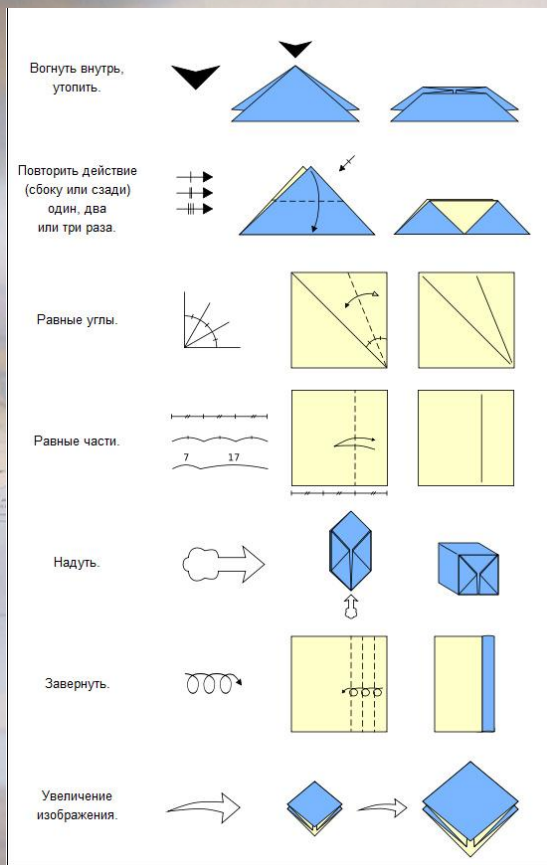 Вогнуть внутрь,
утопить.
Повторить действие
(сбоку или сзади)
один, два
или три раза.
Равные углы.
Равные части.
7 17
Надуть.
Завернуть.
Увеличение
изображения.